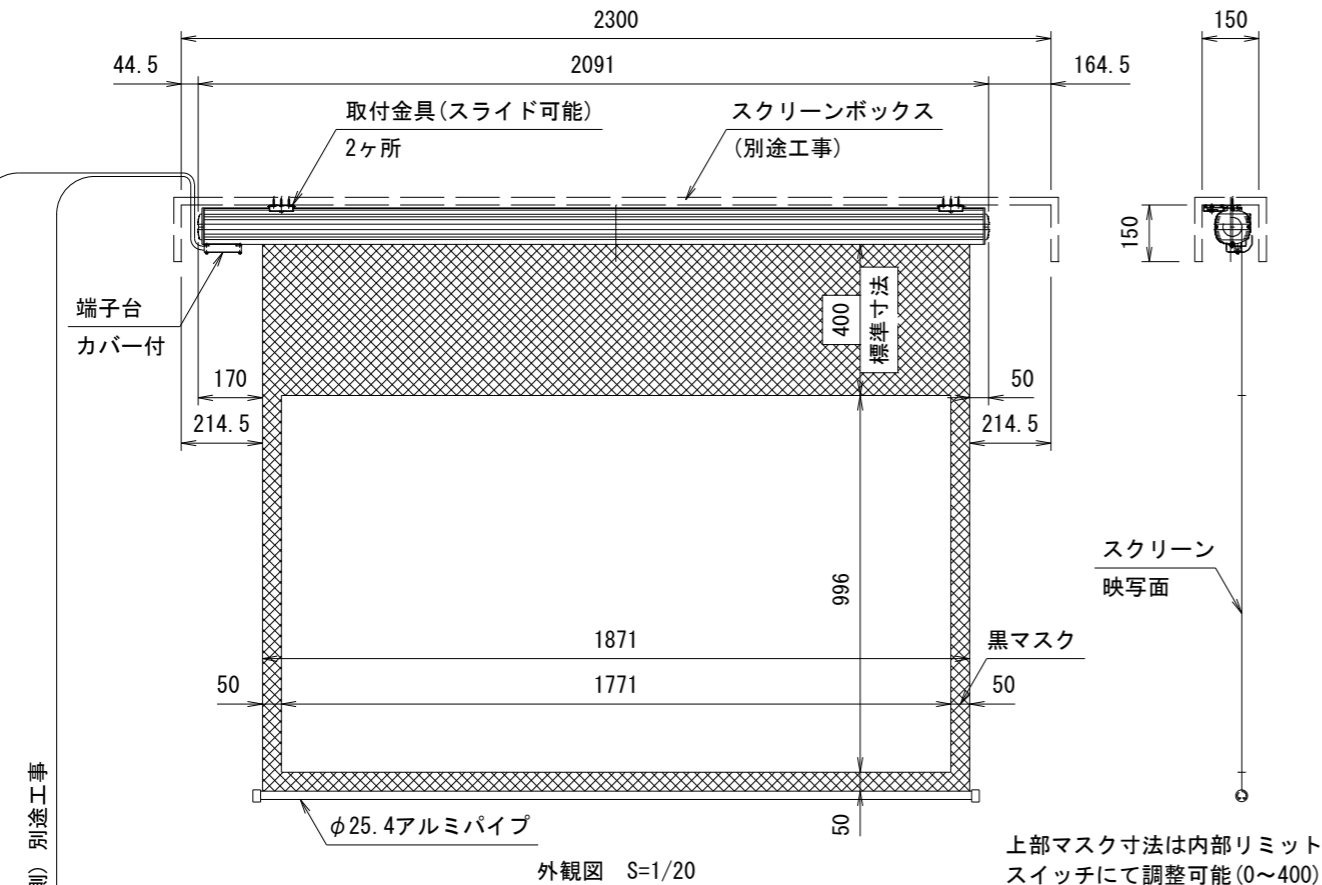 2300
150
44.5
2091
164.5
取付金具(スライド可能)
2ヶ所
スクリーンボックス
(別途工事)
150
端子台
カバー付
400
標準寸法
170
50
214.5
214.5
996
スクリーン
映写面
1871
黒マスク
50
1771
50
別途工事
φ25.4アルミパイプ
50
外観図 S=1/20
上部マスク寸法は内部リミット
スイッチにて調整可能(0~400)